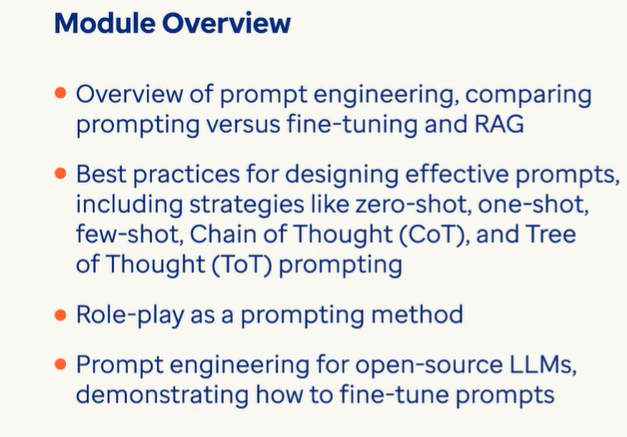 Module Overview
Overview of prompt engineering, comparing
prompting versus fine-tuning and RAG
Best practices for designing effective prompts,
including strategies like zero-shot, one-shot,
few-shot, Chain of Thought (CoT), and Tree
of Thought (ToT) prompting
Role-play as a prompting method
Prompt engineering for open-source LLMs,
demonstrating how to fine-tune prompts